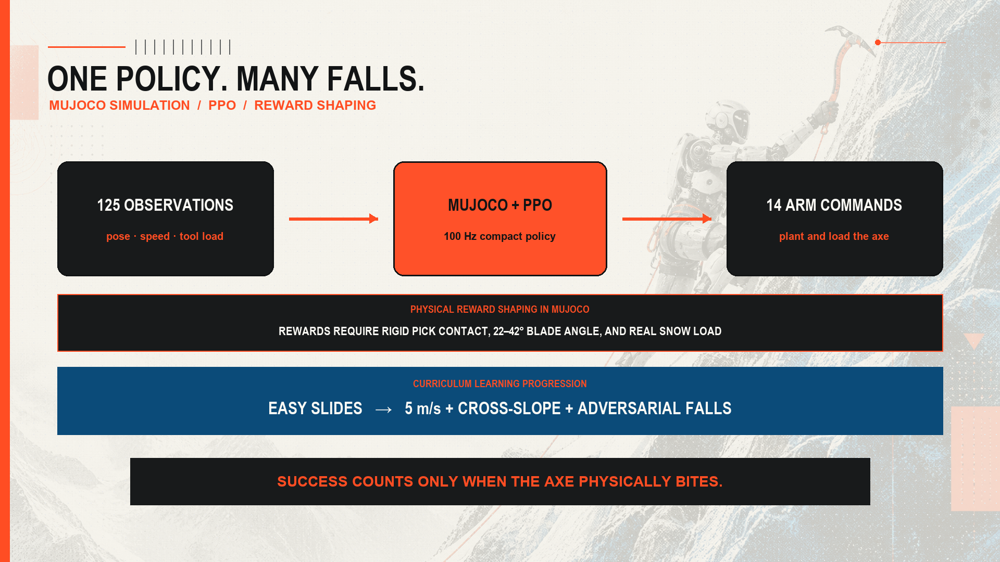 ONE POLICY. MANY FALLS.
MUJOCO SIMULATION / PPO / REWARD SHAPING
125 OBSERVATIONS
pose · speed · tool load
MUJOCO + PPO
100 Hz compact policy
14 ARM COMMANDS
plant and load the axe
PHYSICAL REWARD SHAPING IN MUJOCO
REWARDS REQUIRE RIGID PICK CONTACT, 22–42° BLADE ANGLE, AND REAL SNOW LOAD
CURRICULUM LEARNING PROGRESSION
EASY SLIDES → 5 m/s + CROSS-SLOPE + ADVERSARIAL FALLS
SUCCESS COUNTS ONLY WHEN THE AXE PHYSICALLY BITES.